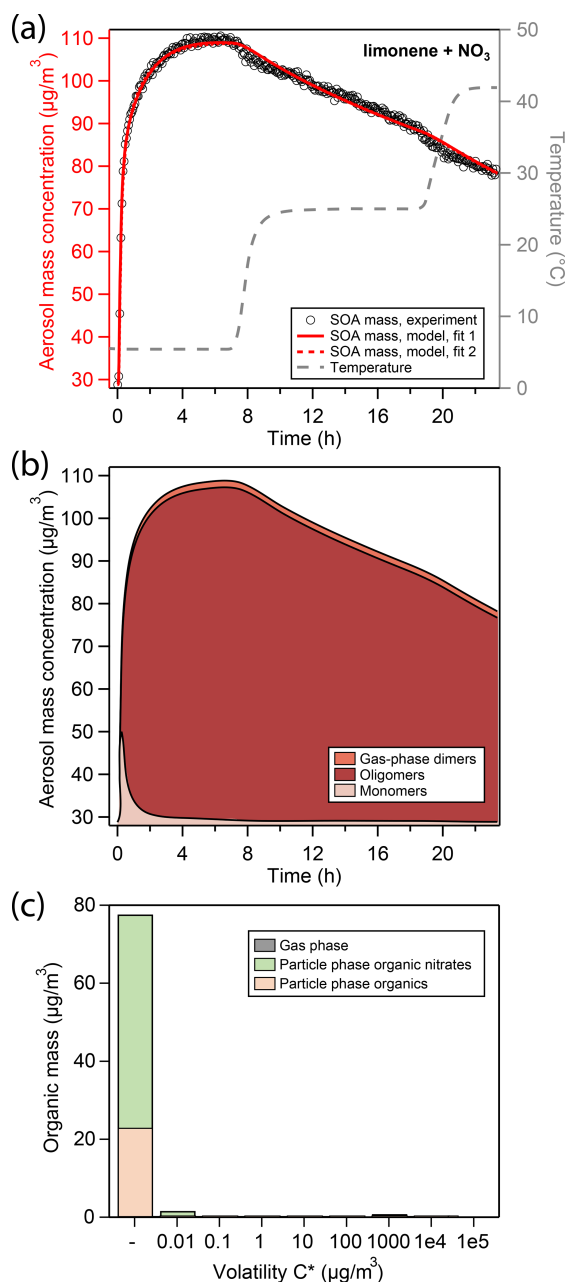 (a)
limonene + NO3
Aerosol mass concentration (µg/m³)
110
100
90
80
70
60
50
40
30
50
40
30
20
10
0
Temperature (°C)
SOA mass, experiment
SOA mass, model, fit 1
SOA mass, model, fit 2
Temperature
0 4 8 12 16 20
Time (h)
(b)
Aerosol mass concentration (µg/m³)
110
100
90
80
70
60
50
40
30
Gas-phase dimers
Oligomers
Monomers
0 4 8 12 16 20
Time (h)
(c)
Organic mass (µg/m³)
80
60
40
20
0
Gas phase
Particle phase organic nitrates
Particle phase organics
- 0.01 0.1 1 10 100 1000 1e4 1e5
Volatility C* (µg/m³)